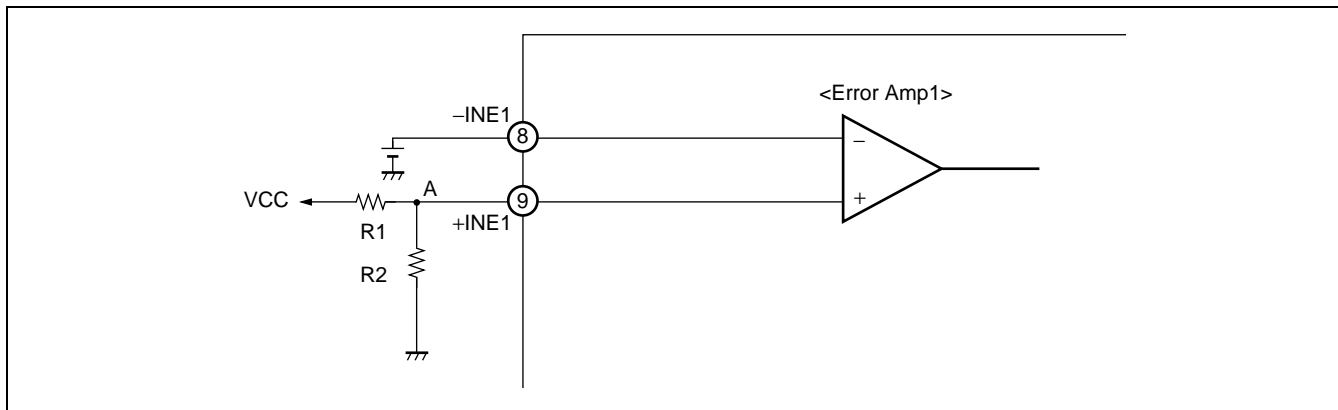 <Error Amp1>
−INE1
8
−
VCC
A
9
+
R1
+INE1
R2